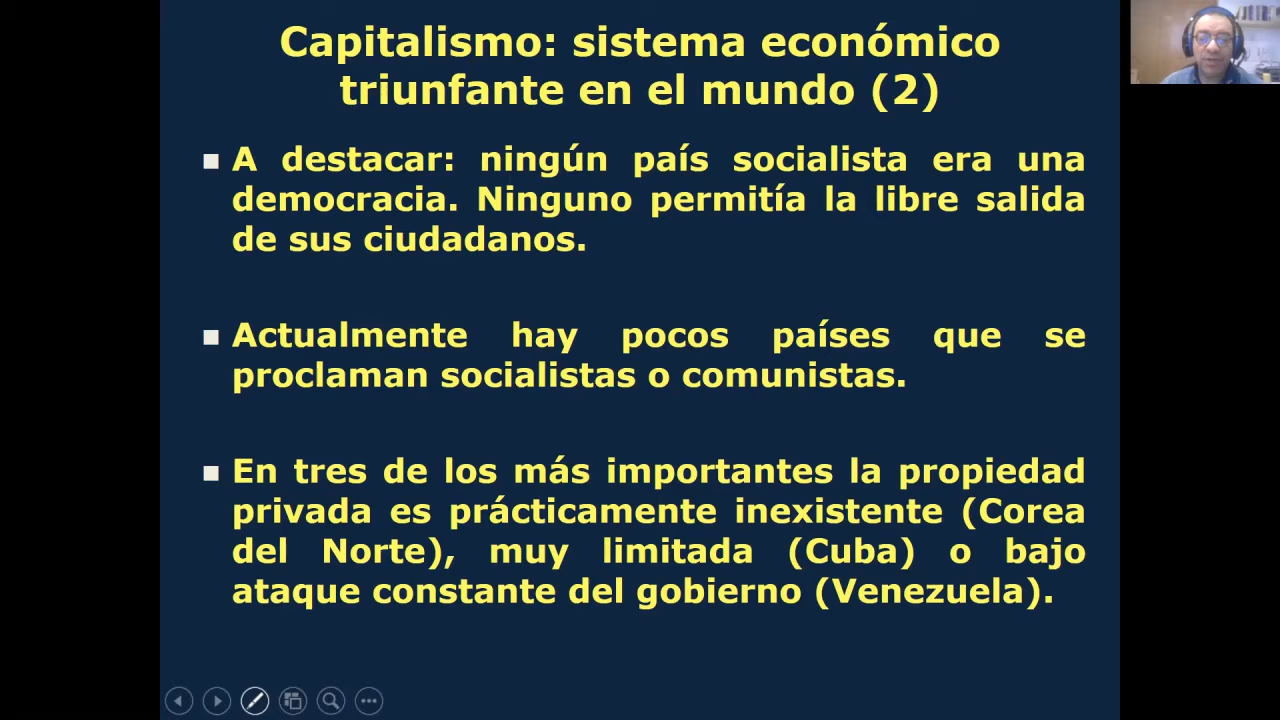 Capitalismo: sistema económico
triunfante en el mundo (2)
A destacar: ningún país socialista era una
democracia. Ninguno permitía la libre salida
de sus ciudadanos.
Actualmente hay pocos países que se
proclaman socialistas o comunistas.
En tres de los más importantes la propiedad
privada es prácticamente inexistente (Corea
del Norte), muy limitada (Cuba) o bajo
ataque constante del gobierno (Venezuela).